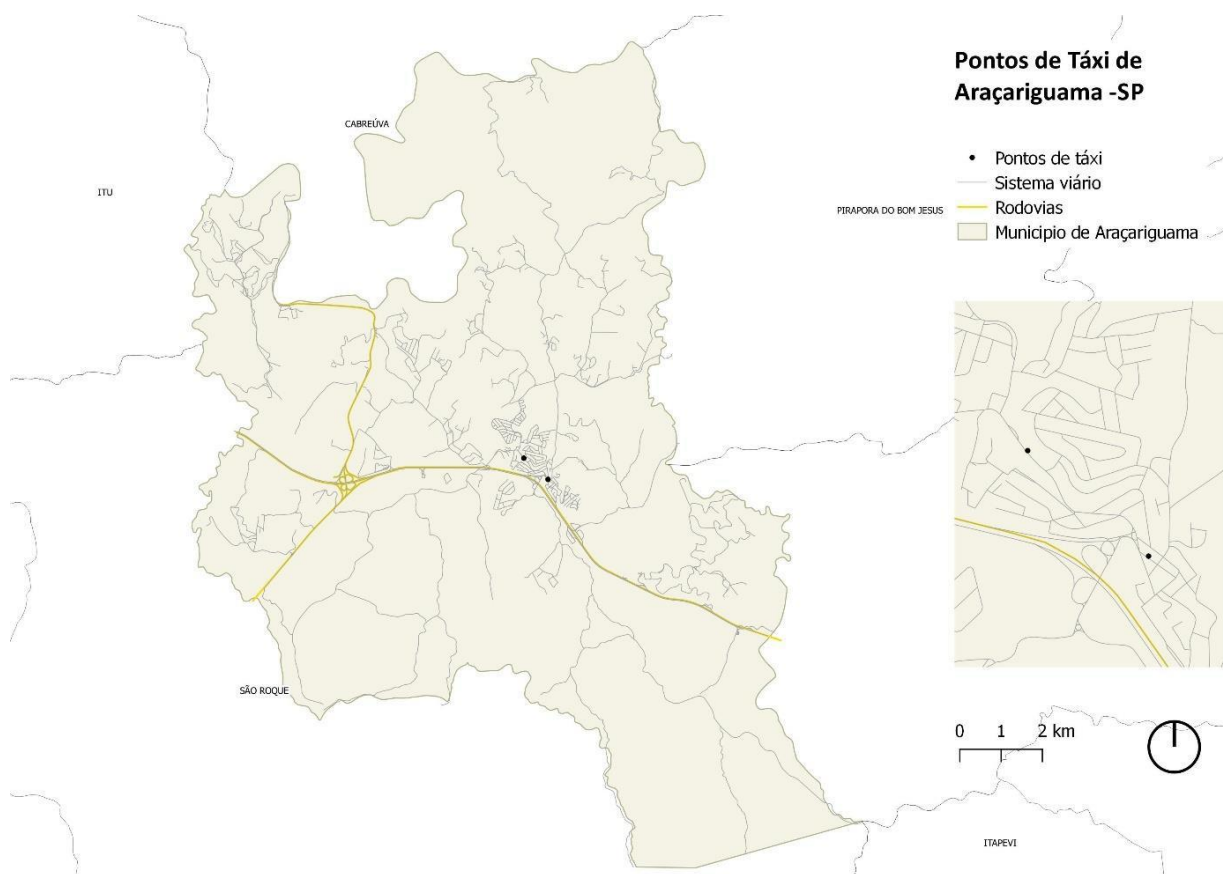 Pontos de Táxi de
Araçariguama -SP
CABREÚVA
ITU
Pontos de táxi
Sistema viário
PIRAPORA DO BOM JESUS
Rodovias
Municipio de Araçariguama
SÃO ROQUE
0 1 2 km
ITAPEVI